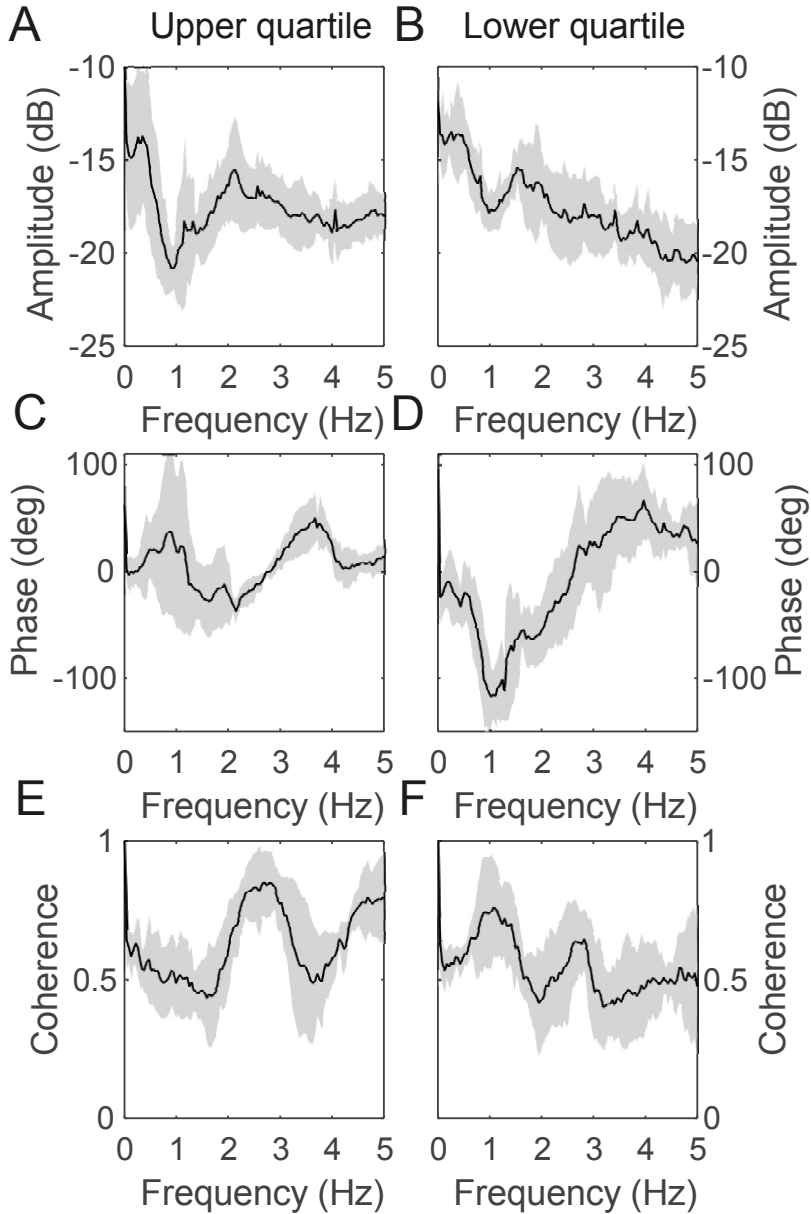 A Upper quartile B Lower quartile
-10 -10
-15 -15
-20 -20
-25 -25
Amplitude (dB) Amplitude (dB)
0 1 2 3 4 5 0 1 2 3 4 5
Frequency (Hz) Frequency (Hz)
C D
100 100
0 0
-100 -100
Phase (deg) Phase (deg)
0 1 2 3 4 5 0 1 2 3 4 5
Frequency (Hz) Frequency (Hz)
E F
1 1
0.5 0.5
0 0
Coherence Coherence
0 1 2 3 4 5 0 1 2 3 4 5
Frequency (Hz) Frequency (Hz)